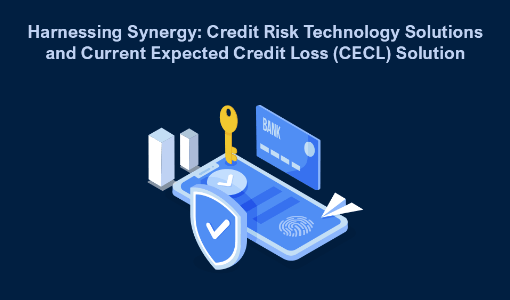 Harnessing Synergy: Credit Risk Technology Solutions
and Current Expected Credit Loss (CECL) Solution
BANK